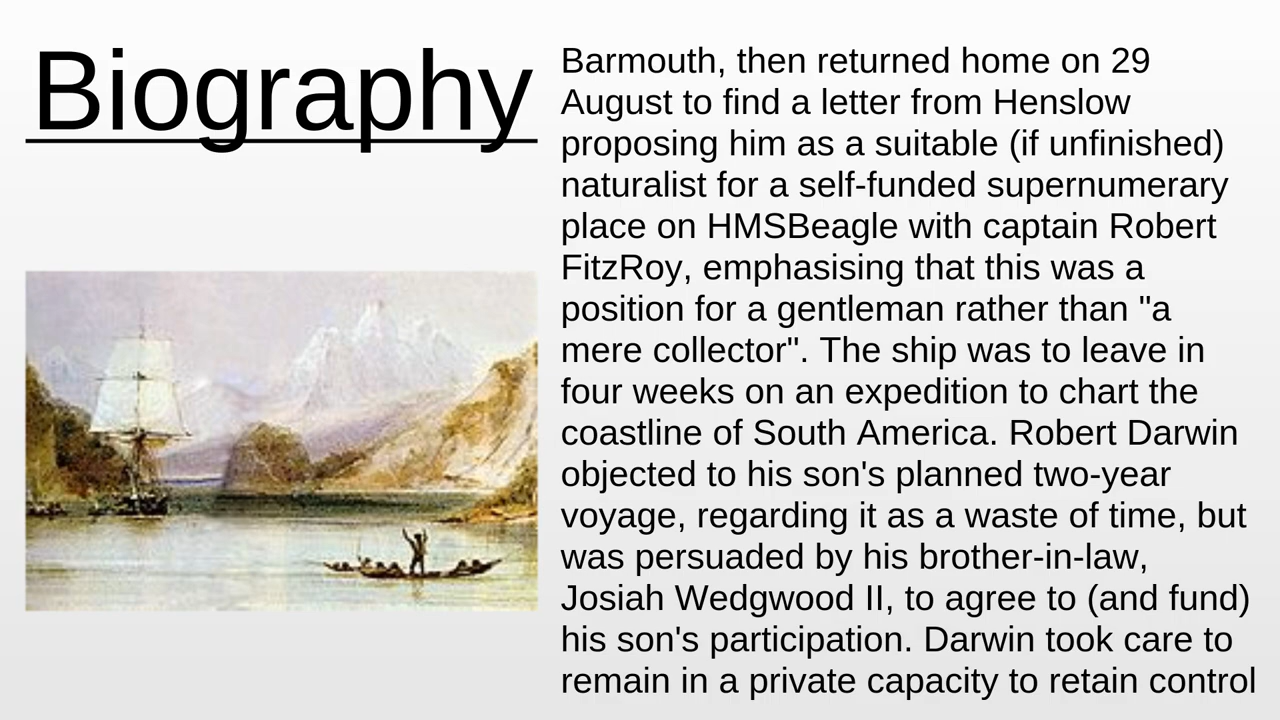 Biography
Barmouth, then returned home on 29
August to find a letter from Henslow
proposing him as a suitable (if unfinished)
naturalist for a self-funded supernumerary
place on HMSBeagle with captain Robert
FitzRoy, emphasising that this was a
position for a gentleman rather than "a
mere collector". The ship was to leave in
four weeks on an expedition to chart the
coastline of South America. Robert Darwin
objected to his son's planned two-year
voyage, regarding it as a waste of time, but
was persuaded by his brother-in-law,
Josiah Wedgwood II, to agree to (and fund)
his son's participation. Darwin took care to
remain in a private capacity to retain control